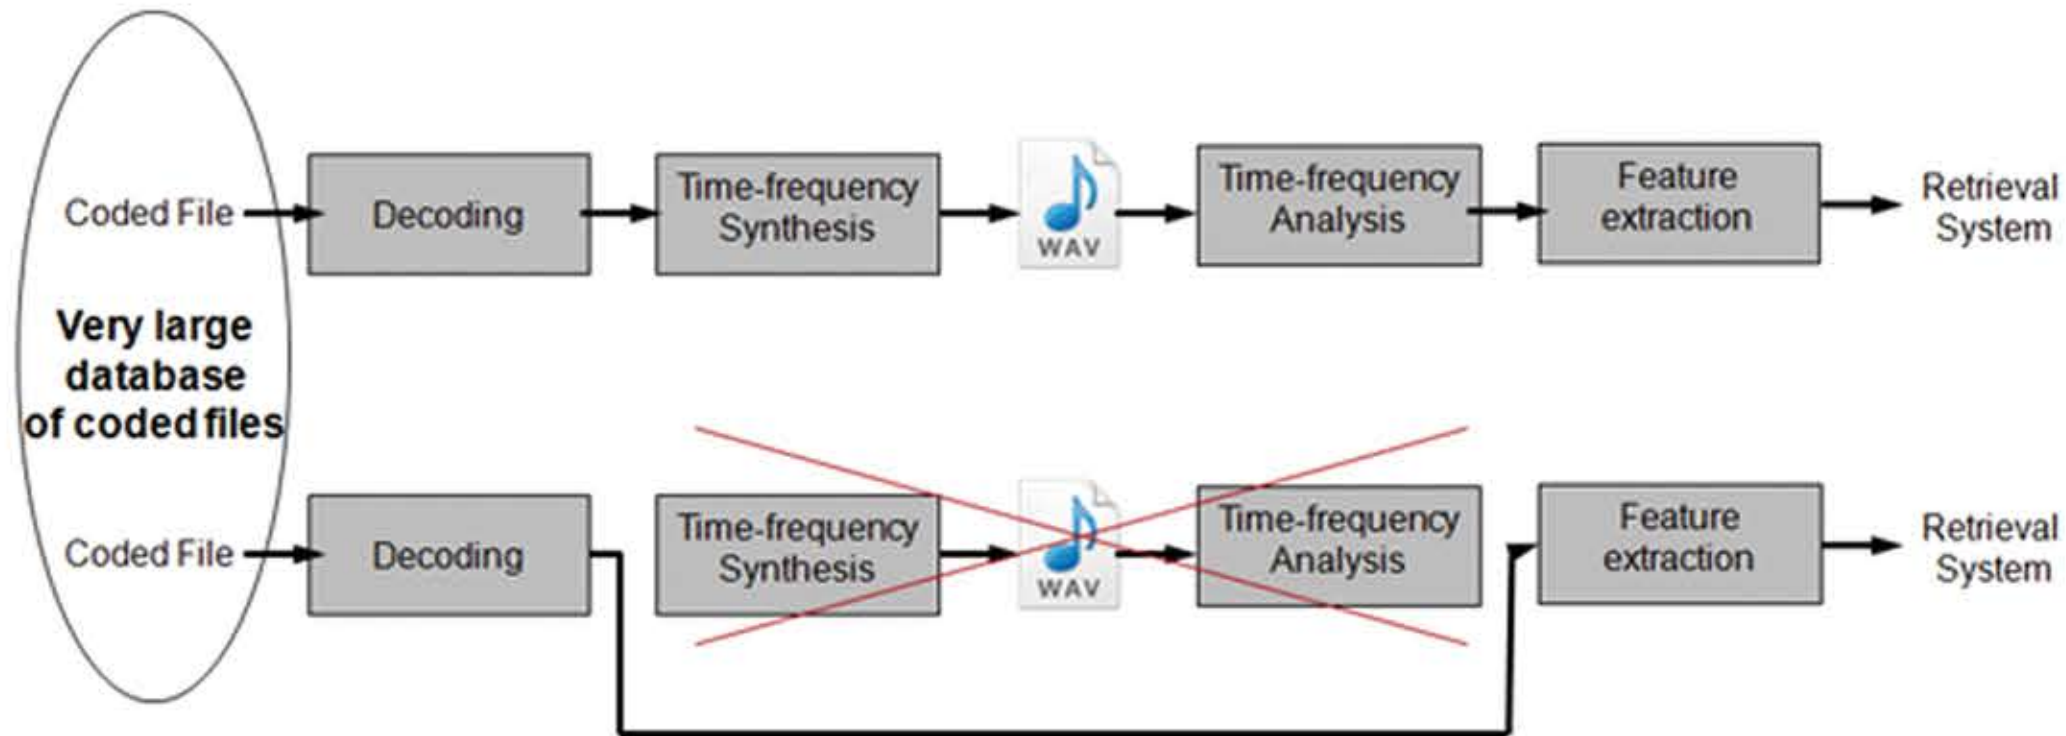 Coded File
Decoding
Time-frequency
Synthesis
WAV
Time-frequency
Analysis
Feature
extraction
Retrieval
System
Very large
database
of coded files
Coded File
Decoding
Time-frequency
Synthesis
WAV
Time-frequency
Analysis
Feature
extraction
Retrieval
System